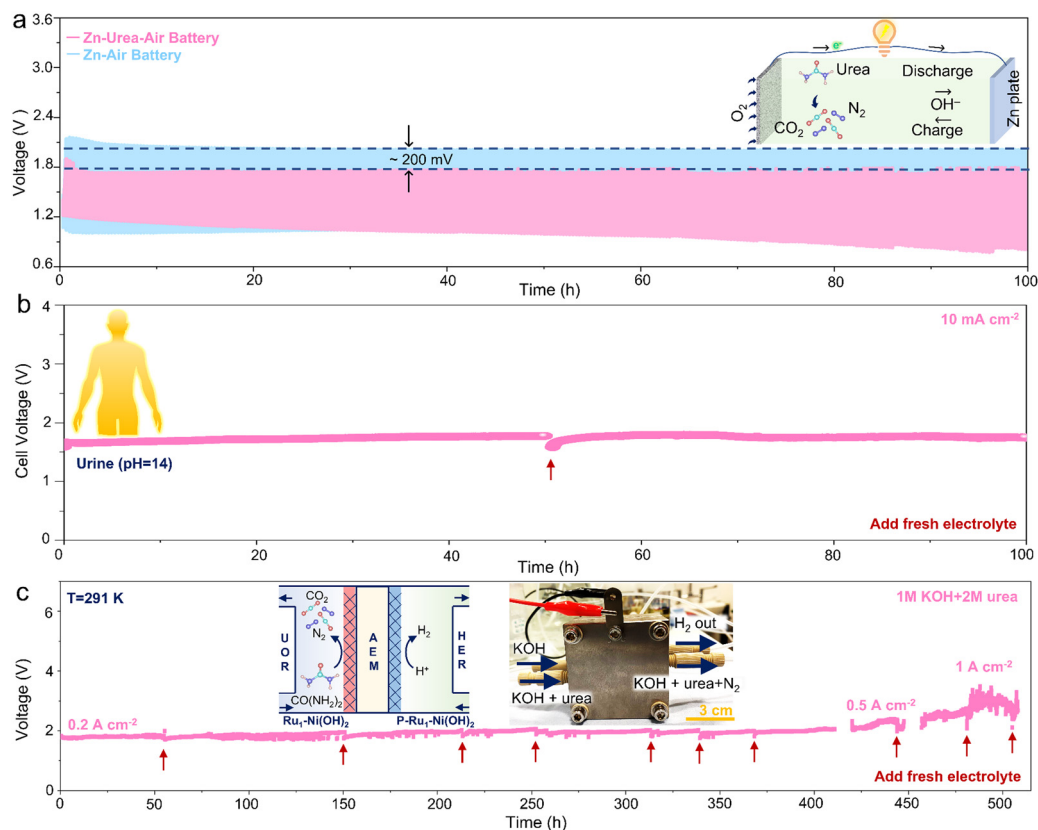 a
3.6
3.0
2.4
1.8
1.2
0.6
Voltage (V )
Zn-Urea-Air Battery
Zn-Air Battery
~ 200 mV
e⁻
Urea
Discharge
O₂
OH⁻
N₂
CO₂
Charge
Zn plate
0 20 40 60 80 100
Time (h)
b
4
3
2
1
0
Cell Voltage (V)
10 mA cm⁻²
Urine (pH=14)
Add fresh electrolyte
0 20 40 60 80 100
Time (h)
c
6
4
2
0
Voltage (V)
T=291 K
1M KOH+2M urea
CO₂
N₂
UOR
AEM
H₂
H⁺
HER
CO(NH₂)₂
Ru₁-Ni(OH)₂
P-Ru₁-Ni(OH)₂
KOH
KOH + urea
H₂ out
KOH + urea+N₂
3 cm
0.2 A cm⁻²
0.5 A cm⁻²
1 A cm⁻²
Add fresh electrolyte
0 50 100 150 200 250 300 350 400 450 500
Time (h)